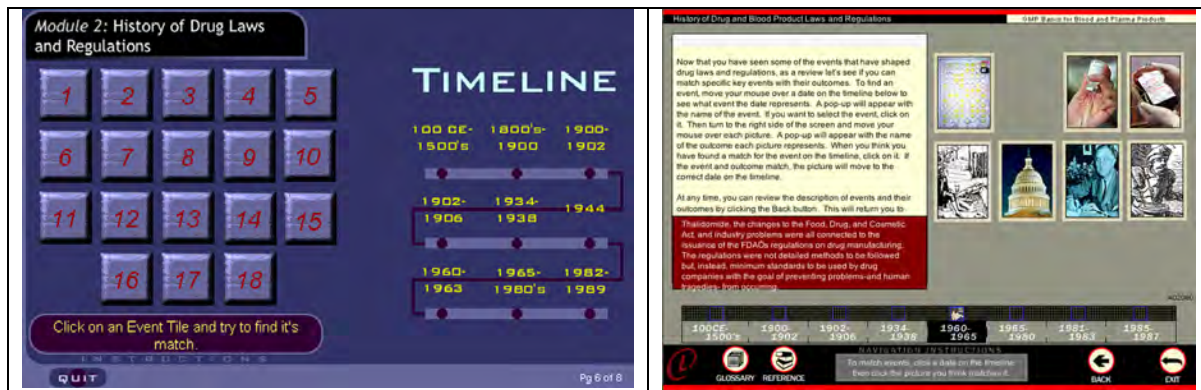 Module 2: History of Drug Laws
and Regulations
1 2 3 4 5
6 7 8 9 10
11 12 13 14 15
16 17 18
TIMELINE
100 CE- 1800's- 1900-
1500's 1900 1902
1902- 1934- 1944
1906 1938
1960- 1965- 1982-
1963 1980's 1989
Click on an Event Tile and try to find it's
match.
INSTRUCTIONS
QUIT
Pg 6 of 8
History of Drug and Blood Product Laws and Regulations
GMP Basics for Blood and Plasma Products
Now that you have seen some of the events that have shaped
drug laws and regulations, as a review let's see if you can
match specific key events with their outcomes. To find an
event, move your mouse over a date on the timeline below to
see what event the date represents. A pop-up will appear with
the name of the event. If you want to select the event, click on
it. Then turn to the right side of the screen and move your
mouse over each picture. A pop-up will appear with the name
of the outcome each picture represents. When you think you
have found a match for the event on the timeline, click on it. If
the event and outcome match, the picture will move to the
correct date on the timeline.
At any time, you can review the description of events and their
outcomes by clicking the Back button. This will return you to
Thalidomide, the changes to the Food, Drug, and Cosmetic
Act, and industry problems were all connected to the
issuance of the FDAÕs regulations on drug manufacturing.
The regulations were not detailed methods to be followed
but, instead, minimum standards to be used by drug
companies with the goal of preventing problems-and human
tragedies- from occurring.
100CE- 1900- 1902- 1934- 1960- 1965- 1981- 1985-
1500's 1902 1906 1938 1965 1980 1983 1987
NAVIGATION INSTRUCTIONS
To match events, click a date on the timeline
then click the picture you think matches it.
GLOSSARY REFERENCE BACK EXIT